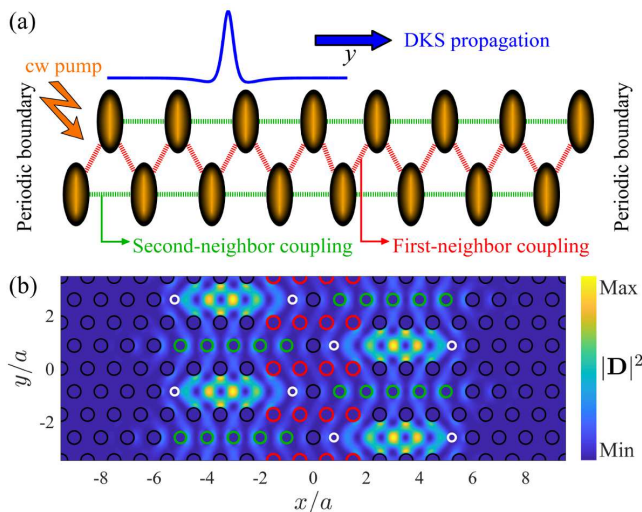 (a)
DKS propagation
y
cw pump
Periodic boundary
Periodic boundary
Second-neighbor coupling
First-neighbor coupling
(b)
Max
2
0
-2
y/a
|D|²
Min
-8 -6 -4 -2 0 2 4 6 8
x/a